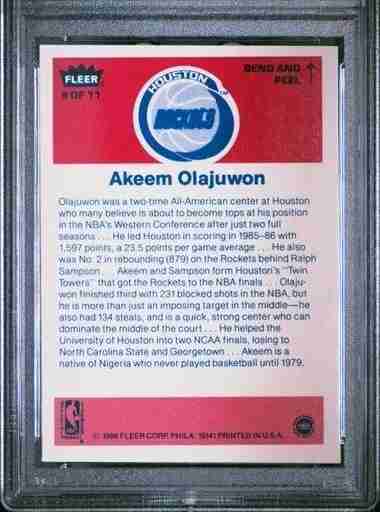 FLEER
8 OF 11
HOUSTON
ROCKETS
BEND AND
PEEL
Akeem Olajuwon
Olajuwon was a two-time All-American center at Houston
who many believe is about to become tops at his position
in the NBA's Western Conference after just two full
seasons . . . He led Houston in scoring in 1985–86 with
1,597 points, a 23.5 points per game average . . . He also
was No. 2 in rebounding (879) on the Rockets behind Ralph
Sampson . . . Akeem and Sampson form Houston's "Twin
Towers" that got the Rockets to the NBA finals . . . Olaju-
won finished third with 231 blocked shots in the NBA, but
he is more than just an imposing target in the middle—he
also had 134 steals, and is a quick, strong center who can
dominate the middle of the court . . . He helped the
University of Houston into two NCAA finals, losing to
North Carolina State and Georgetown . . . Akeem is a
native of Nigeria who never played basketball until 1979.
NBA
© 1986 FLEER CORP. PHILA. 19141 PRINTED IN U.S.A.